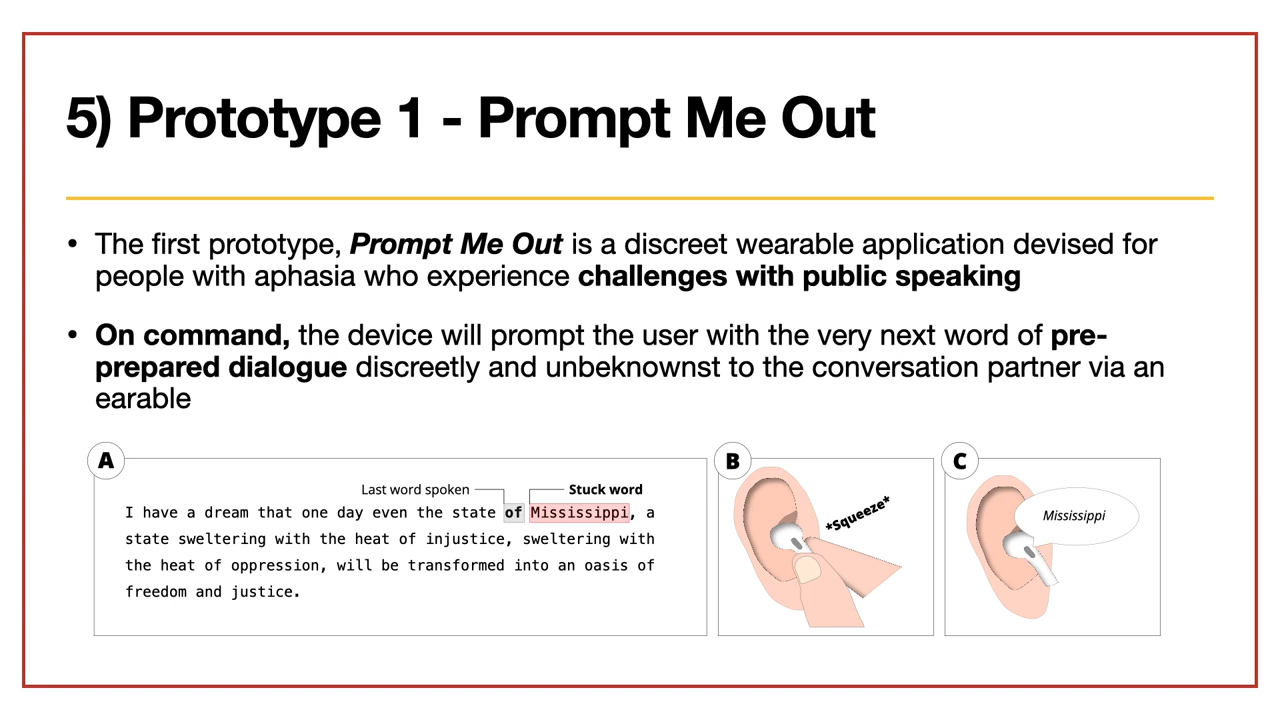 5) Prototype 1 - Prompt Me Out
• The first prototype, Prompt Me Out is a discreet wearable application devised for
people with aphasia who experience challenges with public speaking
• On command, the device will prompt the user with the very next word of pre-
prepared dialogue discreetly and unbeknownst to the conversation partner via an
earable
A
Last word spoken
Stuck word
I have a dream that one day even the state of Mississippi, a
state sweltering with the heat of injustice, sweltering with
the heat of oppression, will be transformed into an oasis of
freedom and justice.
B
*Squeeze*
C
Mississippi